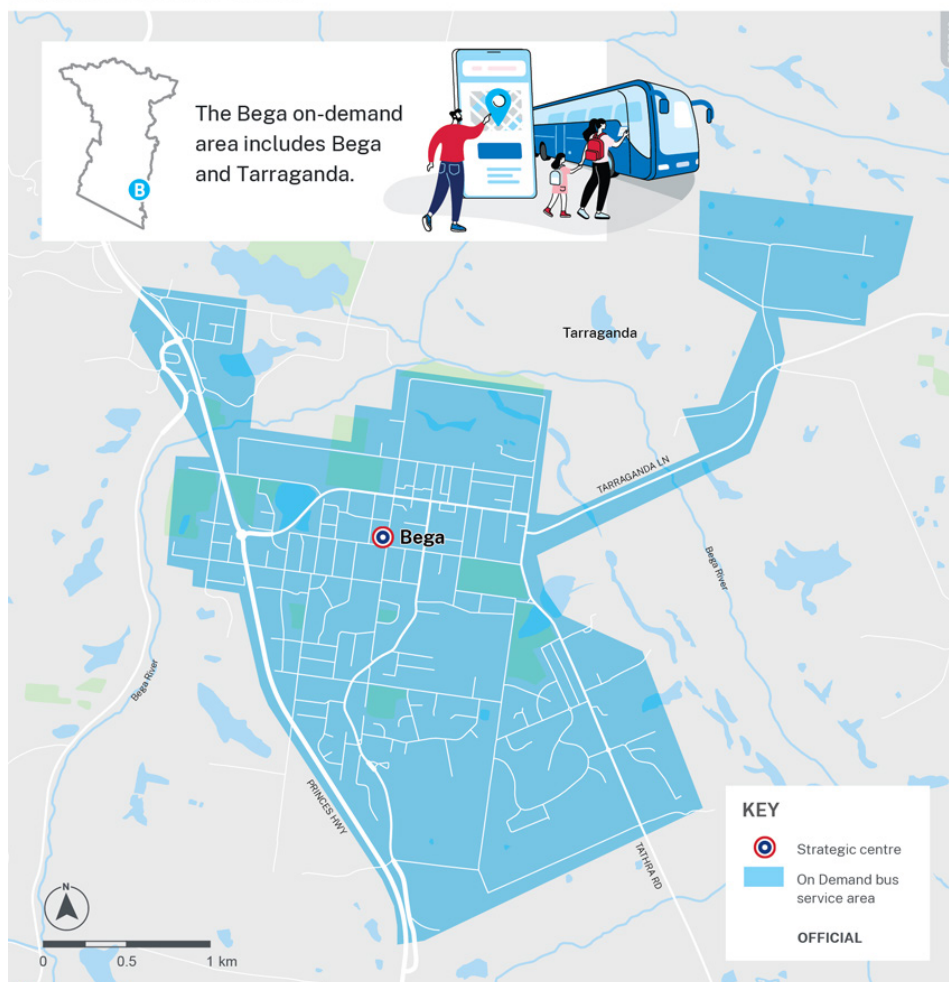 The Bega on-demand
area includes Bega
and Tarraganda.
B
Tarraganda
TARRAGANDA LN
Bega
Bega River
Bega River
PRINCES HWY
TATHRA RD
KEY
Strategic centre
On Demand bus
service area
OFFICIAL
N
0 0.5 1 km